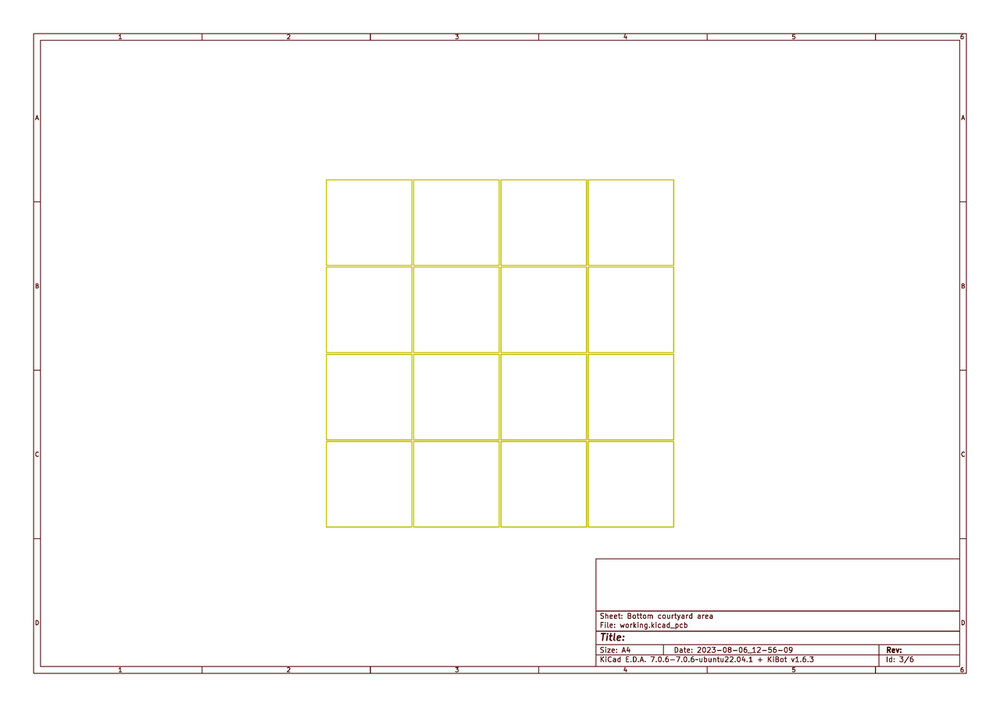 1 2 3 4 5 6
A A
B B
C C
D D
Sheet: Bottom courtyard area
File: working.kicad_pcb
Title:
Size: A4 Date: 2023-08-06_12-56-09 Rev:
KiCad E.D.A. 7.0.6-7.0.6-ubuntu22.04.1 + KiBot v1.6.3 Id: 3/6
1 2 3 4 5 6